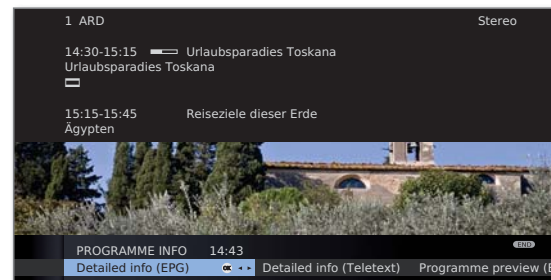 1 ARD Stereo
14:30-15:15 Urlaubsparadies Toskana
Urlaubsparadies Toskana
15:15-15:45 Reiseziele dieser Erde
Ägypten
END
PROGRAMME INFO 14:43
Detailed info (EPG) OK Detailed info (Teletext) Programme preview (E